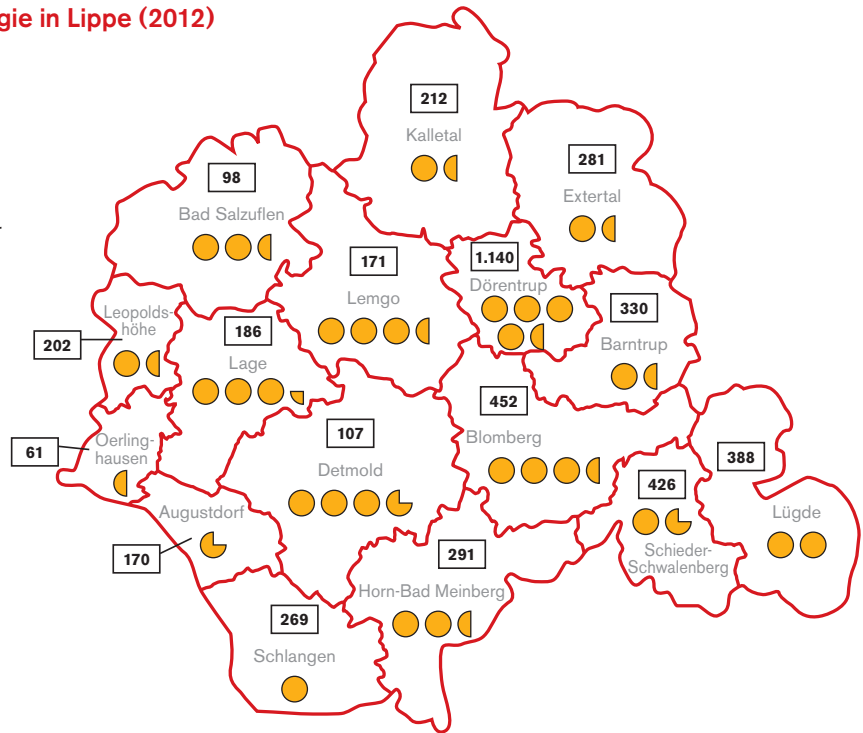 gie in Lippe (2012)
212
Kalletal
281
Extertal
98
Bad Salzuflen
171
Lemgo
1.140
Dörentrup
330
Barntrup
Leopolds-
höhe
202
186
Lage
452
Blomberg
61
Oerling-
hausen
107
Detmold
388
Lügde
426
Schieder-
Schwalenberg
Augustdorf
170
291
Horn-Bad Meinberg
269
Schlangen